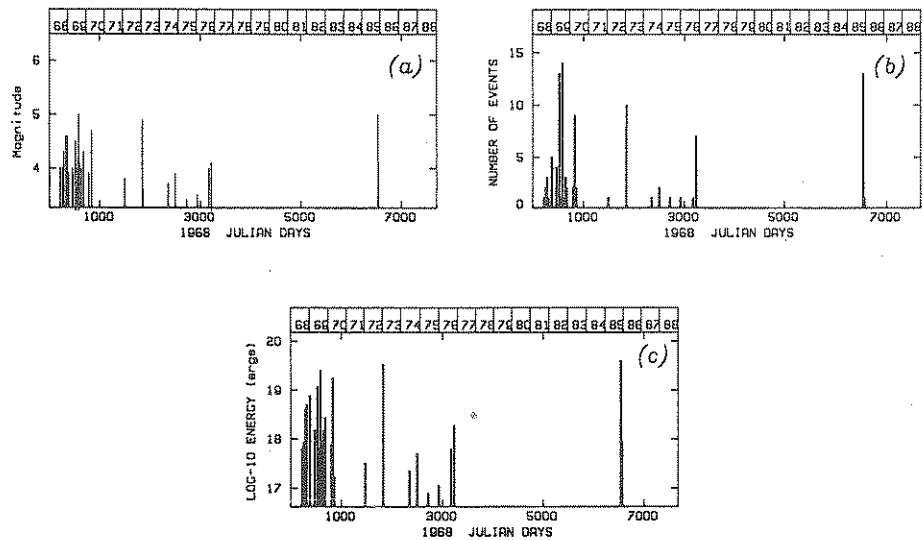 68 69 70 71 72 73 74 75 76 77 78 79 80 81 82 83 84 85 86 87 88
(a)
Magnitude
6
5
4
1000 3000 5000 7000
1968 JULIAN DAYS
68 69 70 71 72 73 74 75 76 77 78 79 80 81 82 83 84 85 86 87 88
(b)
NUMBER OF EVENTS
15
10
5
0
1000 3000 5000 7000
1968 JULIAN DAYS
68 69 70 71 72 73 74 75 76 77 78 79 80 81 82 83 84 85 86 87 88
(c)
LOG-10 ENERGY (ergs)
20
19
18
17
1000 3000 5000 7000
1968 JULIAN DAYS